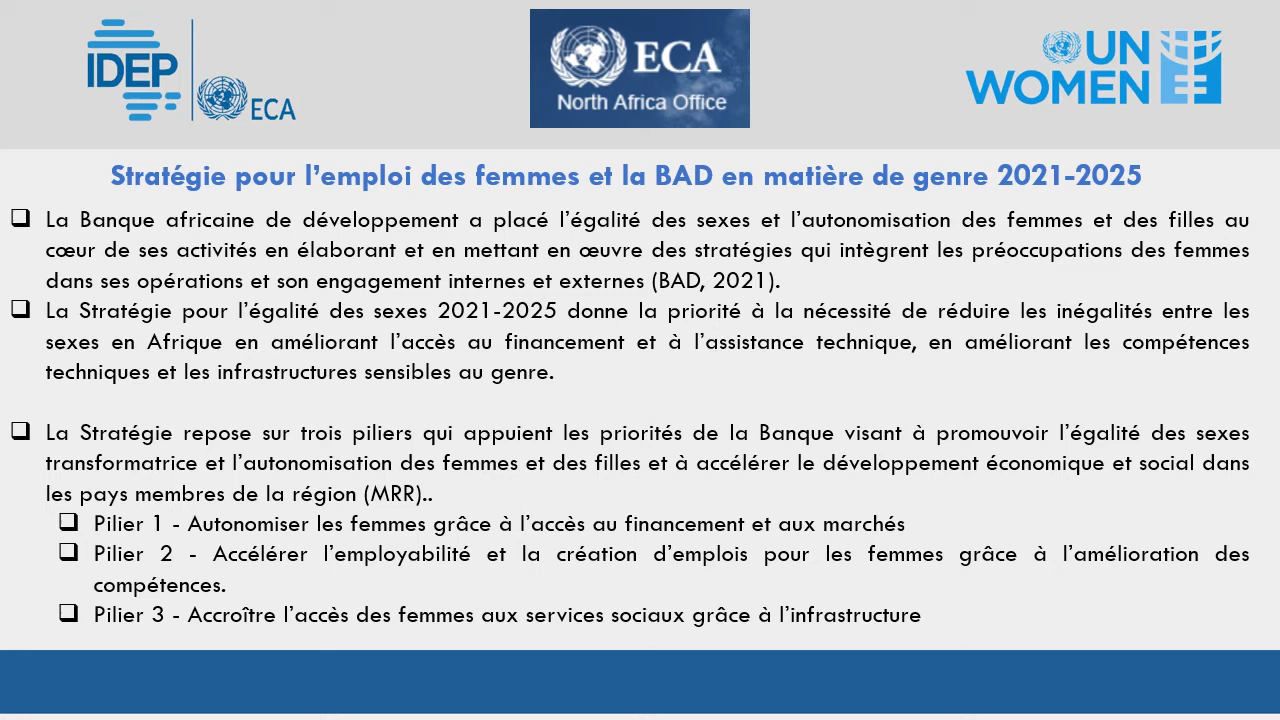 IDEP
ECA
ECA
North Africa Office
UN
WOMEN
Stratégie pour l’emploi des femmes et la BAD en matière de genre 2021-2025
La Banque africaine de développement a placé l’égalité des sexes et l’autonomisation des femmes et des filles au
cœur de ses activités en élaborant et en mettant en œuvre des stratégies qui intègrent les préoccupations des femmes
dans ses opérations et son engagement internes et externes (BAD, 2021).
La Stratégie pour l’égalité des sexes 2021-2025 donne la priorité à la nécessité de réduire les inégalités entre les
sexes en Afrique en améliorant l’accès au financement et à l’assistance technique, en améliorant les compétences
techniques et les infrastructures sensibles au genre.
La Stratégie repose sur trois piliers qui appuient les priorités de la Banque visant à promouvoir l’égalité des sexes
transformatrice et l’autonomisation des femmes et des filles et à accélérer le développement économique et social dans
les pays membres de la région (MRR)..
Pilier 1 - Autonomiser les femmes grâce à l’accès au financement et aux marchés
Pilier 2 - Accélérer l’employabilité et la création d’emplois pour les femmes grâce à l’amélioration des
compétences.
Pilier 3 - Accroître l’accès des femmes aux services sociaux grâce à l’infrastructure